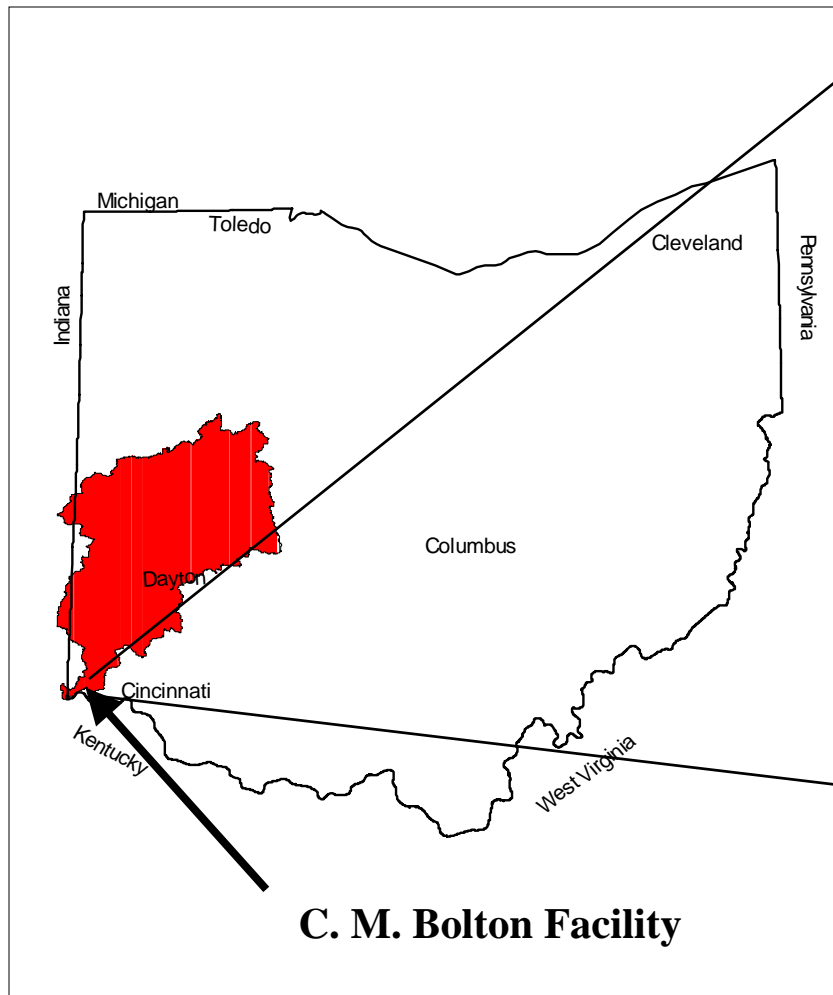 Michigan
Toledo
Cleveland
Pennsylvania
Indiana
Columbus
Dayton
Cincinnati
Kentucky
West Virginia
C. M. Bolton Facility